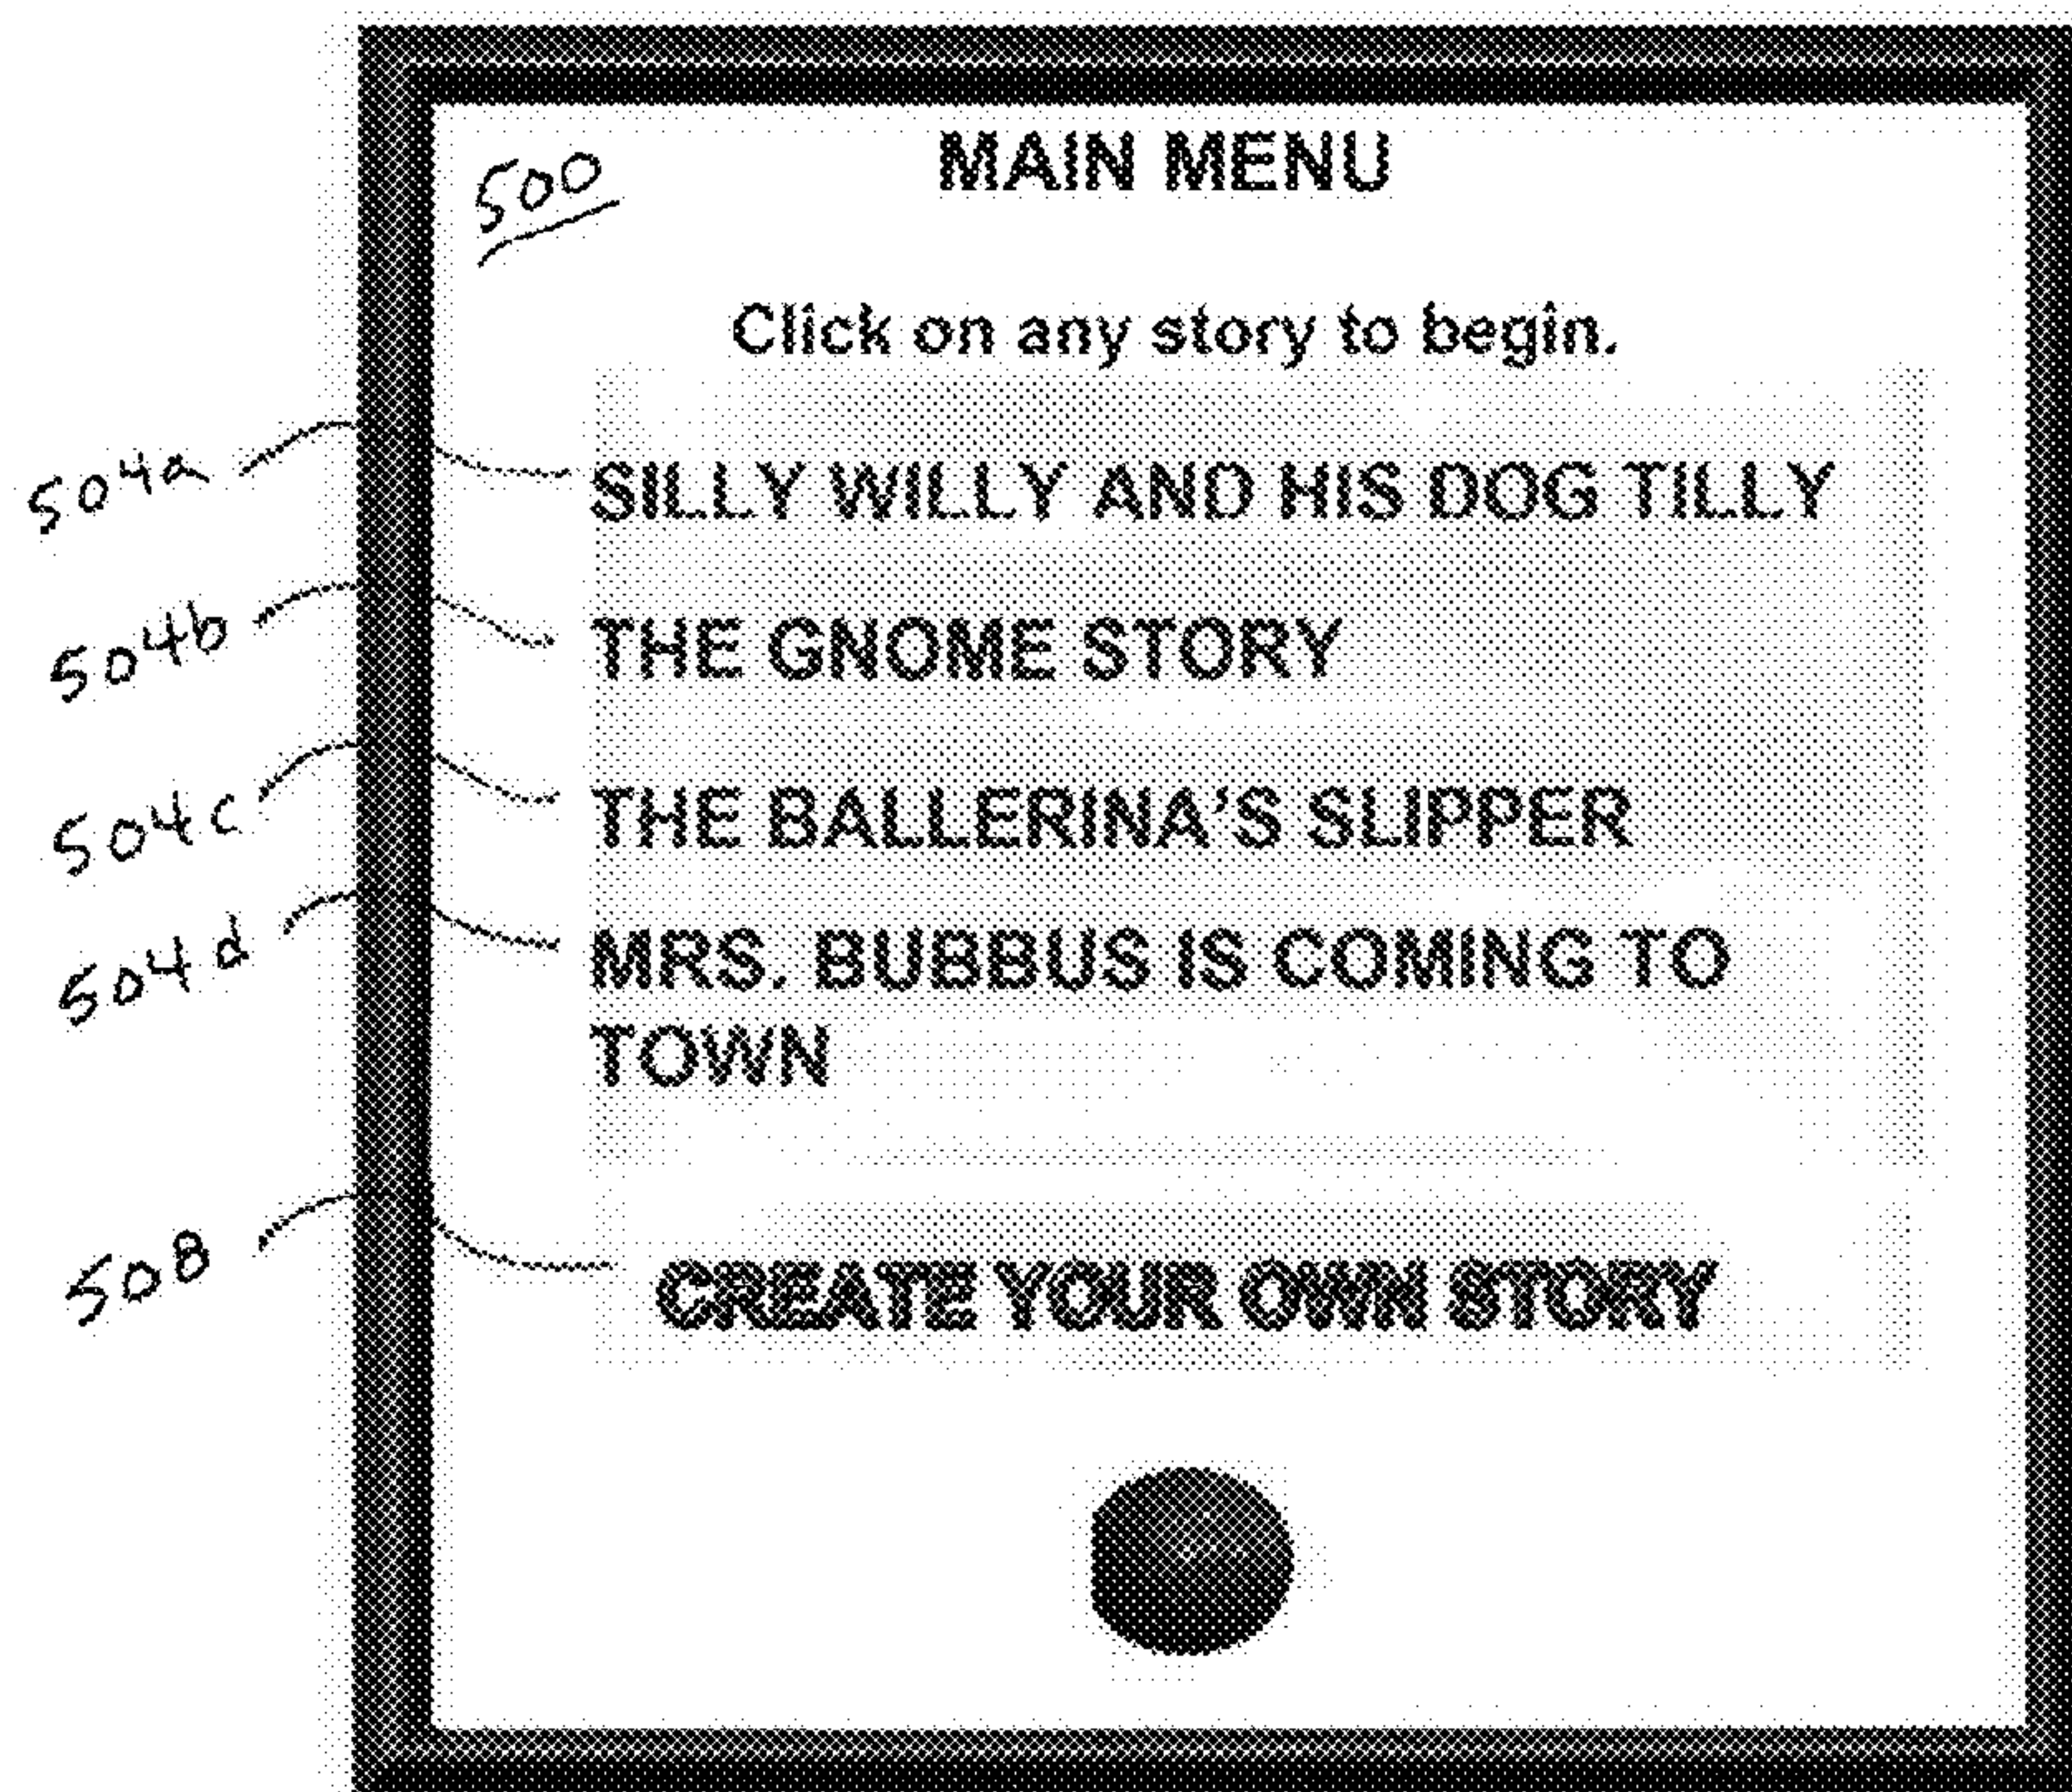 MAIN MENU
500
Click on any story to begin.
504a
SILLY WILLY AND HIS DOG TILLY
504b
THE GNOME STORY
504c
THE BALLERINA'S SLIPPER
504d
MRS. BUBBUS IS COMING TO
TOWN
508
CREATE YOUR OWN STORY